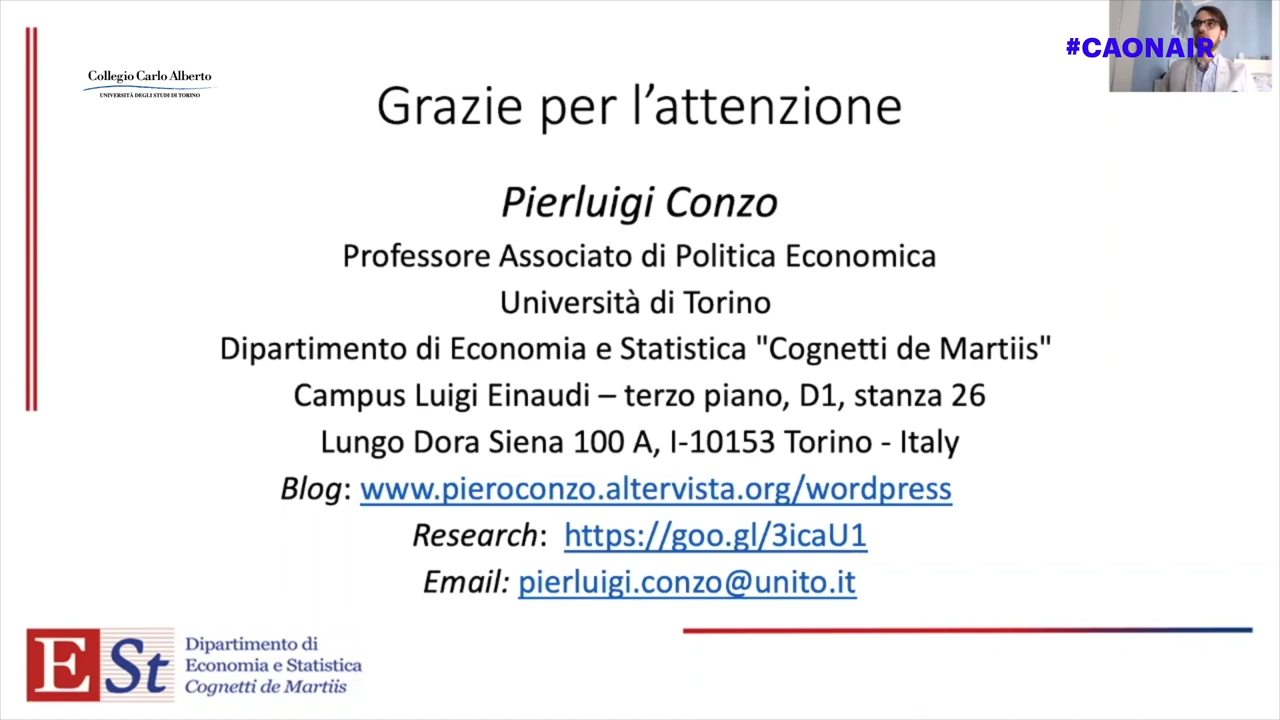 #CAONAIR
Collegio Carlo Alberto
UNIVERSITÀ DEGLI STUDI DI TORINO
Grazie per l’attenzione
Pierluigi Conzo
Professore Associato di Politica Economica
Università di Torino
Dipartimento di Economia e Statistica "Cognetti de Martiis"
Campus Luigi Einaudi – terzo piano, D1, stanza 26
Lungo Dora Siena 100 A, I-10153 Torino - Italy
Blog: www.pieroconzo.altervista.org/wordpress
Research: https://goo.gl/3icaU1
Email: pierluigi.conzo@unito.it
ESt
Dipartimento di
Economia e Statistica
Cognetti de Martiis